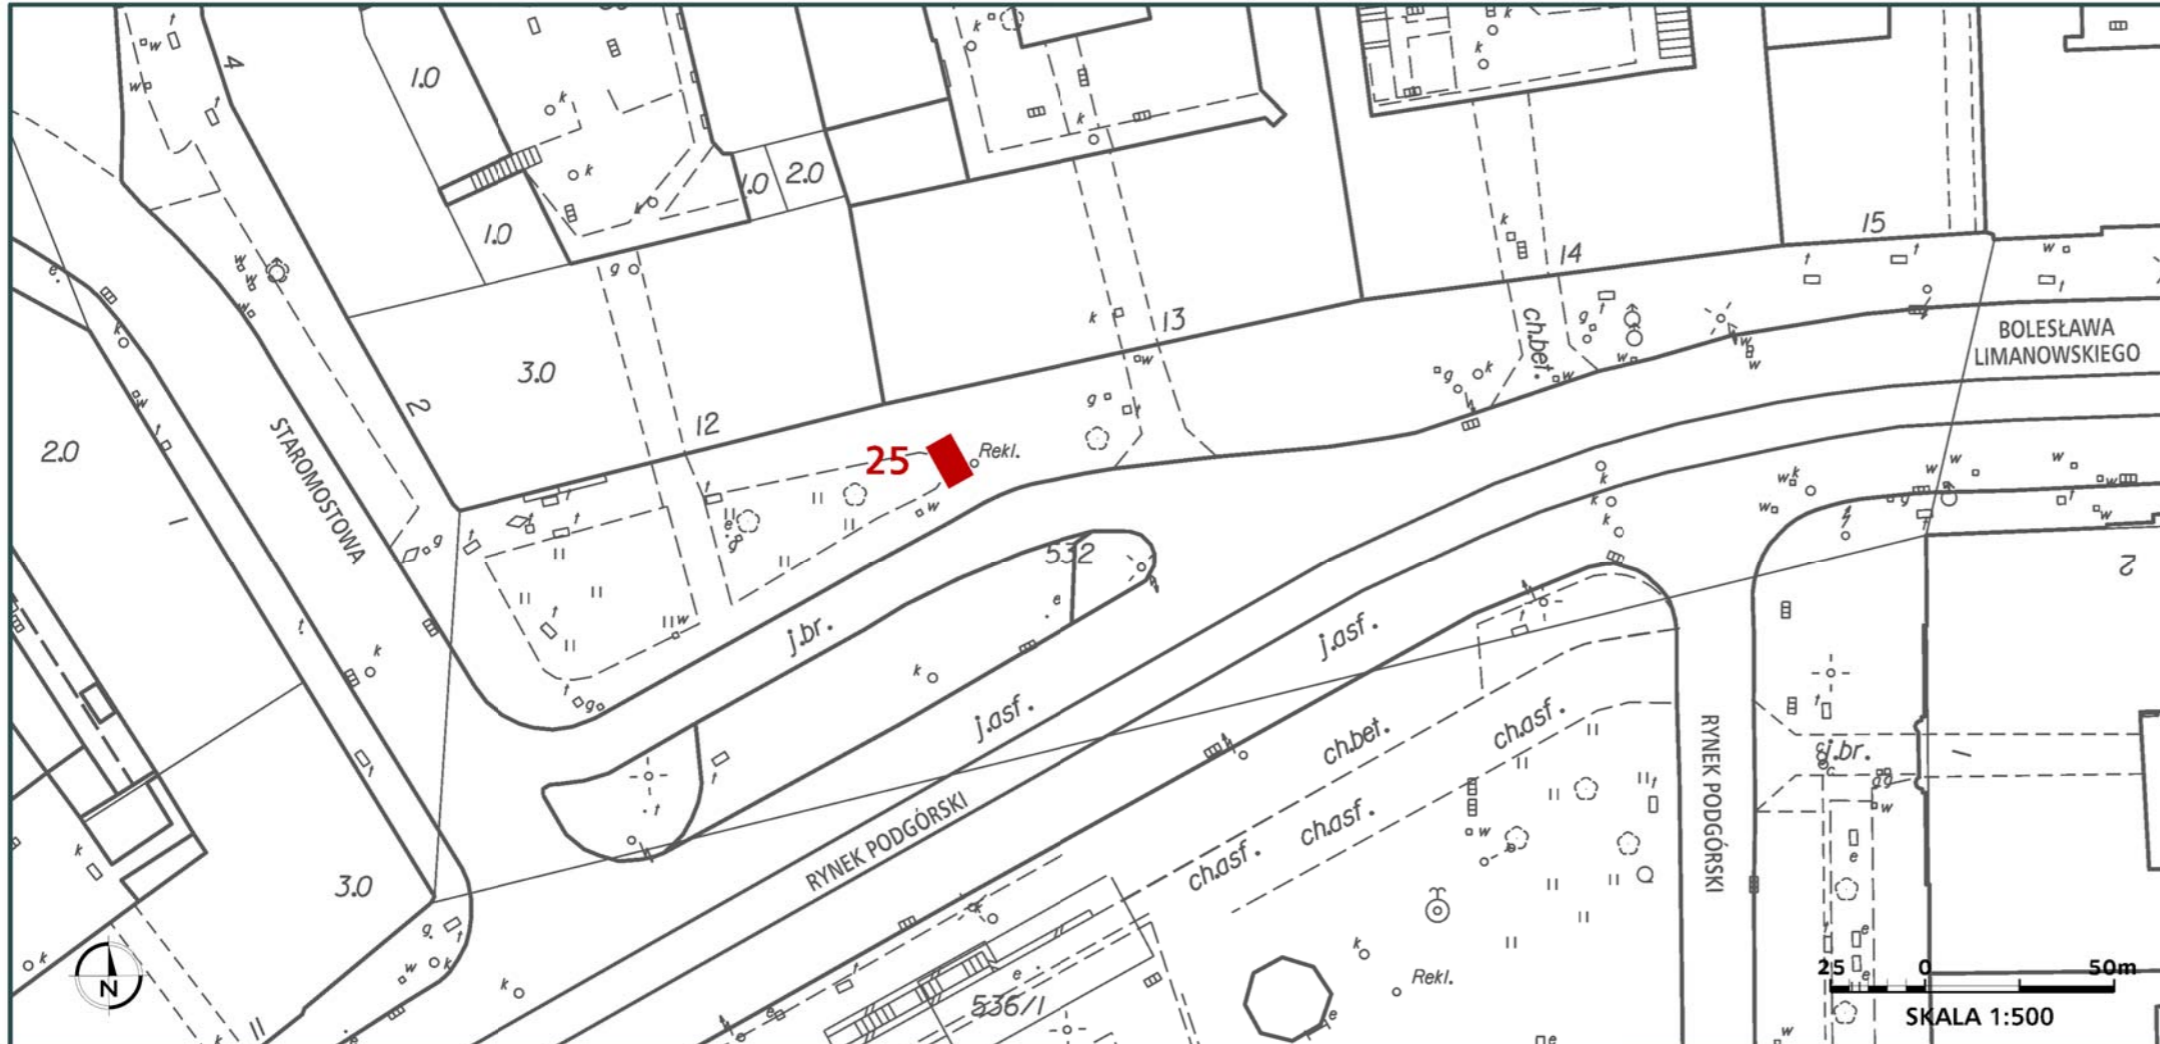 4
1.0
1.0
1.0
2.0
3.0
2
12
13
14
15
ch.bet.
BOLESŁAWA
LIMANOWSKIEGO
2.0
STAROMOSTOWA
25
Rekl.
532
2
j.br.
j.asf.
j.asf.
ch.bet.
ch.asf.
RYNEK PODGÓRSKI
RYNEK PODGÓRSKI
ch.asf.
ch.asf.
j.br.
3.0
N
11
536/1
Rekl.
25 0 50m
SKALA 1:500